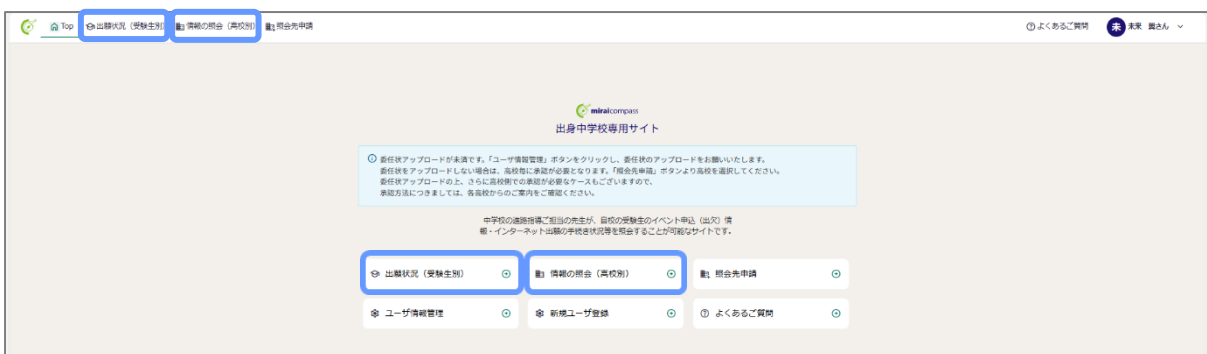 Top 出願状況（受験生別） 情報の照会（高校別） 照会先申請 よくあるご質問 未 未来 翼さん
miraicompass
出身中学校専用サイト
委任状アップロードが未済です。「ユーザ情報管理」ボタンをクリックし、委任状のアップロードをお願いいたします。
委任状をアップロードしない場合は、高校毎に承認が必要となります。「照会先申請」ボタンより高校を選択してください。
委任状アップロードの上、さらに高校側での承認が必要なケースもございますので、
承認方法につきましては、各高校からのご案内をご確認ください。
中学校の進路指導ご担当の先生が、自校の受験生のイベント申込（出欠）情
報・インターネット出願の手続き状況等を照会することが可能なサイトです。
出願状況（受験生別） 情報の照会（高校別） 照会先申請
ユーザ情報管理 新規ユーザ登録 よくあるご質問